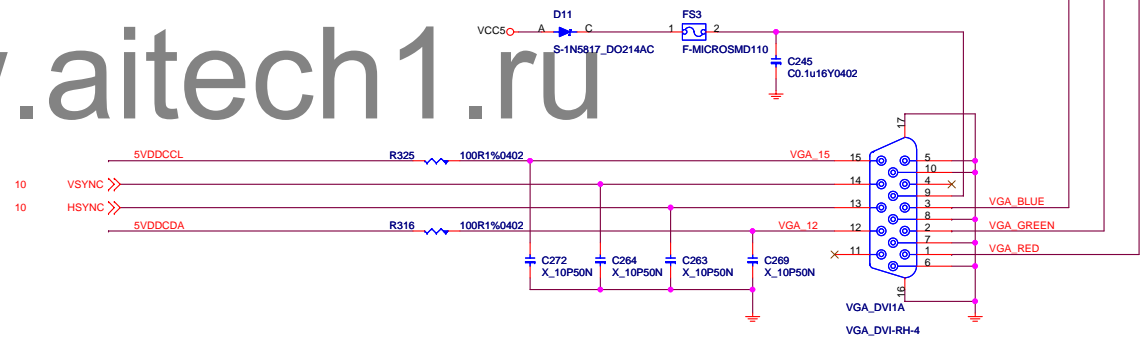 D11
FS3
VCC5
A
C
1
2
S-1N5817_DO214AC
F-MICROSMD110
C245
C0.1u16Y0402
.aitech1.ru
17
5VDDCCL
R325
100R1%0402
VGA_15
15
5
10
10
VSYNC
14
4
9
10
HSYNC
13
3
VGA_BLUE
8
5VDDCDA
R316
100R1%0402
VGA_12
12
2
VGA_GREEN
7
11
1
VGA_RED
6
C272
X_10P50N
C264
X_10P50N
C263
X_10P50N
C269
X_10P50N
16
VGA_DVI1A
VGA_DVI-RH-4